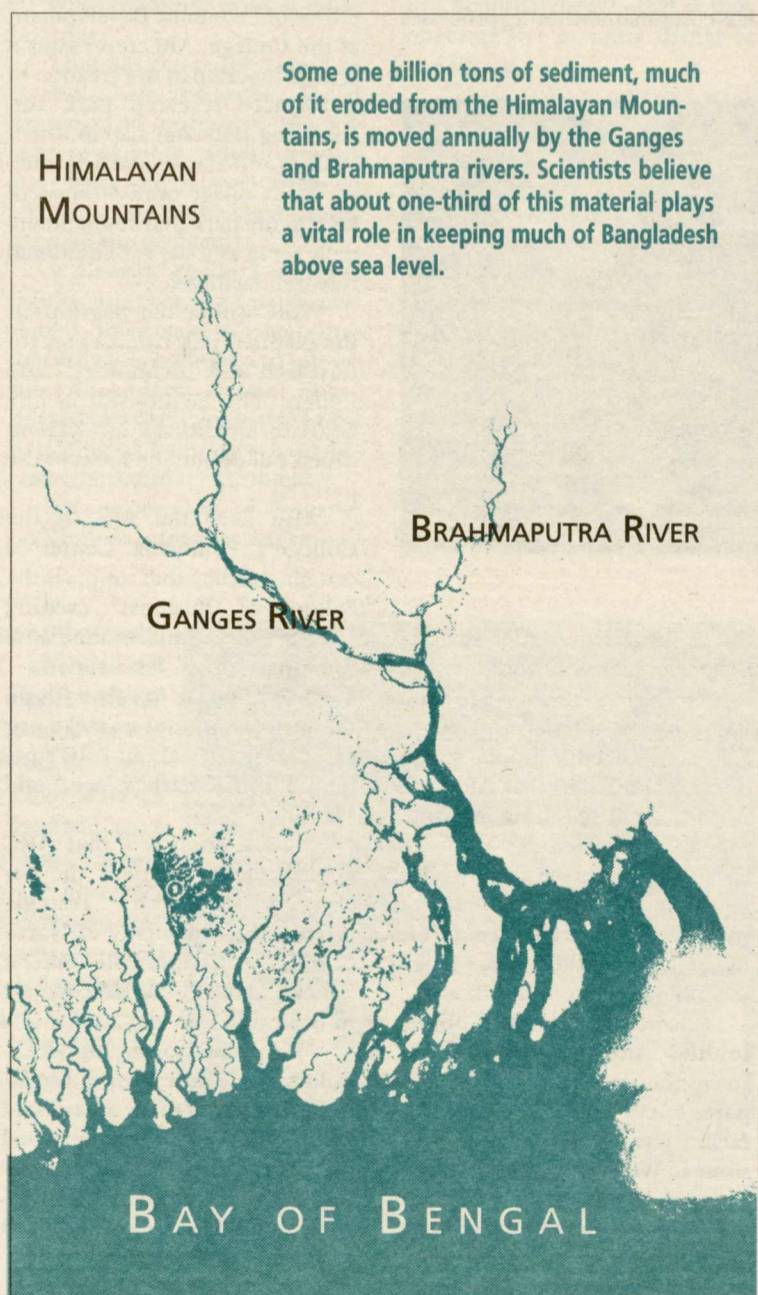 Some one billion tons of sediment, much
of it eroded from the Himalayan Moun-
tains, is moved annually by the Ganges
and Brahmaputra rivers. Scientists believe
that about one-third of this material plays
a vital role in keeping much of Bangladesh
above sea level.
HIMALAYAN
MOUNTAINS
BRAHMAPUTRA RIVER
GANGES RIVER
BAY OF BENGAL